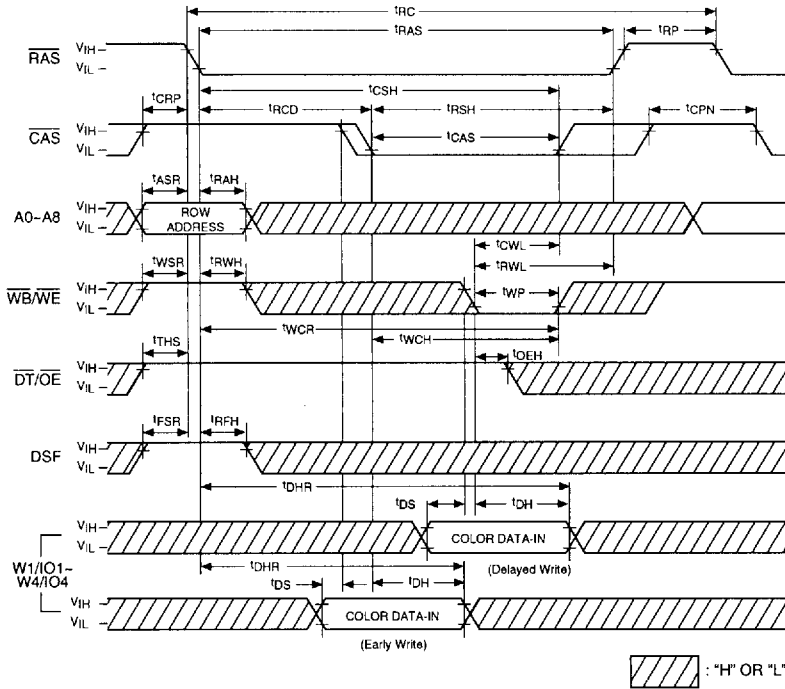 tRC
tRAS
tRP
RAS
VIH
VIL
tCSH
tCRP
tRCD
tRSH
tCPN
CAS
VIH
VIL
tCAS
tASR
tRAH
A0~A8
VIH
VIL
ROW
ADDRESS
tCWL
tWSR
tRWH
tRWL
WB/WE
VIH
VIL
tWP
tWCR
tWCH
tTHS
tOEH
DT/OE
VIH
VIL
tFSR
tRFH
DSF
VIH
VIL
tDHR
tDS
tDH
VIH
VIL
COLOR DATA-IN
(Delayed Write)
W1/IO1~
W4/IO4
tDHR
tDS
tDH
VIH
VIL
COLOR DATA-IN
(Early Write)
: "H" OR "L"